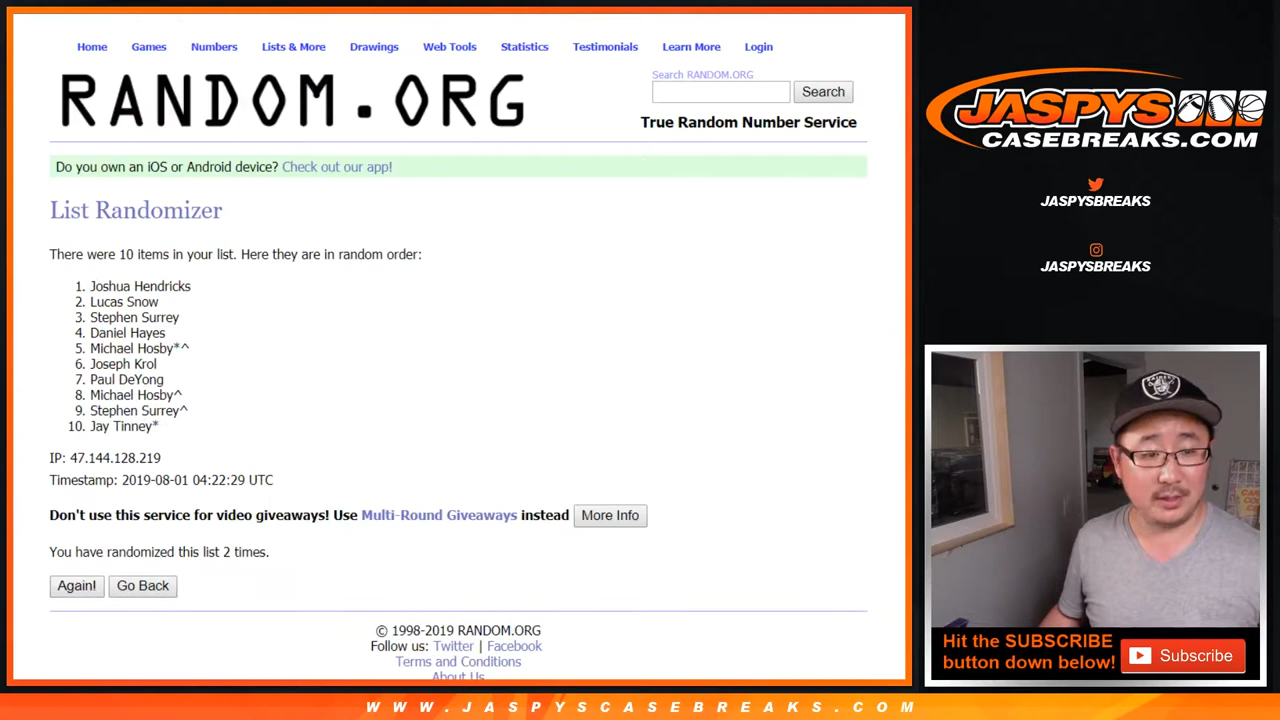 Home Games Numbers Lists & More Drawings Web Tools Statistics Testimonials Learn More Login
RANDOM.ORG
Search RANDOM.ORG
Search
True Random Number Service
Do you own an iOS or Android device? Check out our app!
List Randomizer
There were 10 items in your list. Here they are in random order:
1. Joshua Hendricks
2. Lucas Snow
3. Stephen Surrey
4. Daniel Hayes
5. Michael Hosby*^
6. Joseph Krol
7. Paul DeYong
8. Michael Hosby^
9. Stephen Surrey^
10. Jay Tinney*
IP: 47.144.128.219
Timestamp: 2019-08-01 04:22:29 UTC
Don't use this service for video giveaways! Use Multi-Round Giveaways instead More Info
You have randomized this list 2 times.
Again! Go Back
© 1998-2019 RANDOM.ORG
Follow us: Twitter | Facebook
Terms and Conditions
About Us
JASPYS
CASEBREAKS.COM
JASPYSBREAKS
JASPYSBREAKS
Hit the SUBSCRIBE
button down below!
Subscribe
WWW.JASPYSCASEBREAKS.COM